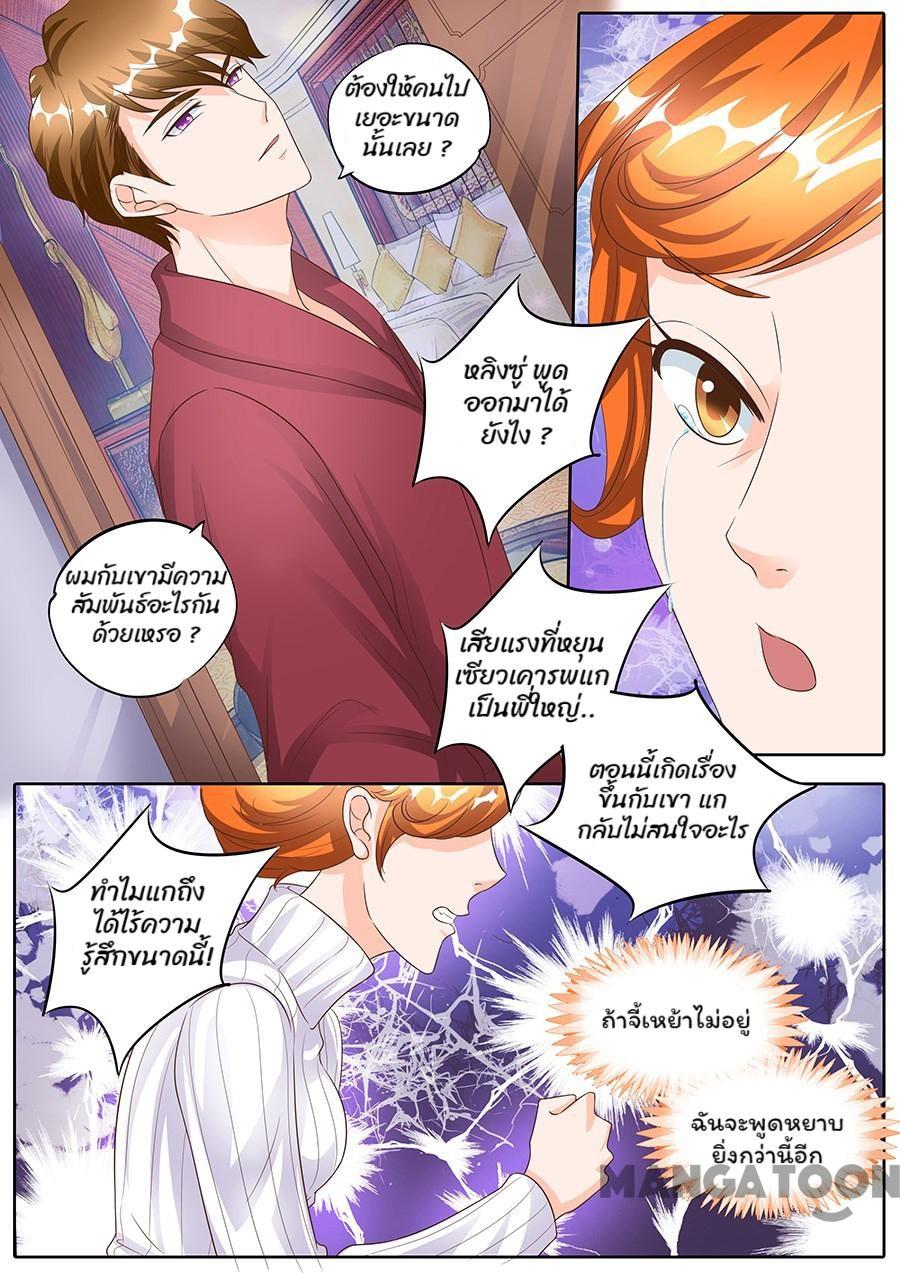 ต้องให้คนไป
เยอะขนาด
นั้นเลย ?
หลิงซู่ พูด
ออกมาได้
ยังไง ?
ผมกับเขามีความ
สัมพันธ์อะไรกัน
ด้วยเหรอ ?
เสียแรงที่หยุน
เซียวเคารพแก
เป็นพี่ใหญ่..
ตอนนี้เกิดเรื่อง
ขึ้นกับเขา แก
กลับไม่สนใจอะไร
ทำไมแกถึง
ได้ไร้ความ
รู้สึกขนาดนี้!
ถ้าจี้เหย้าไม่อยู่
ฉันจะพูดหยาบ
ยิ่งกว่านี้อีก
MANGATOON